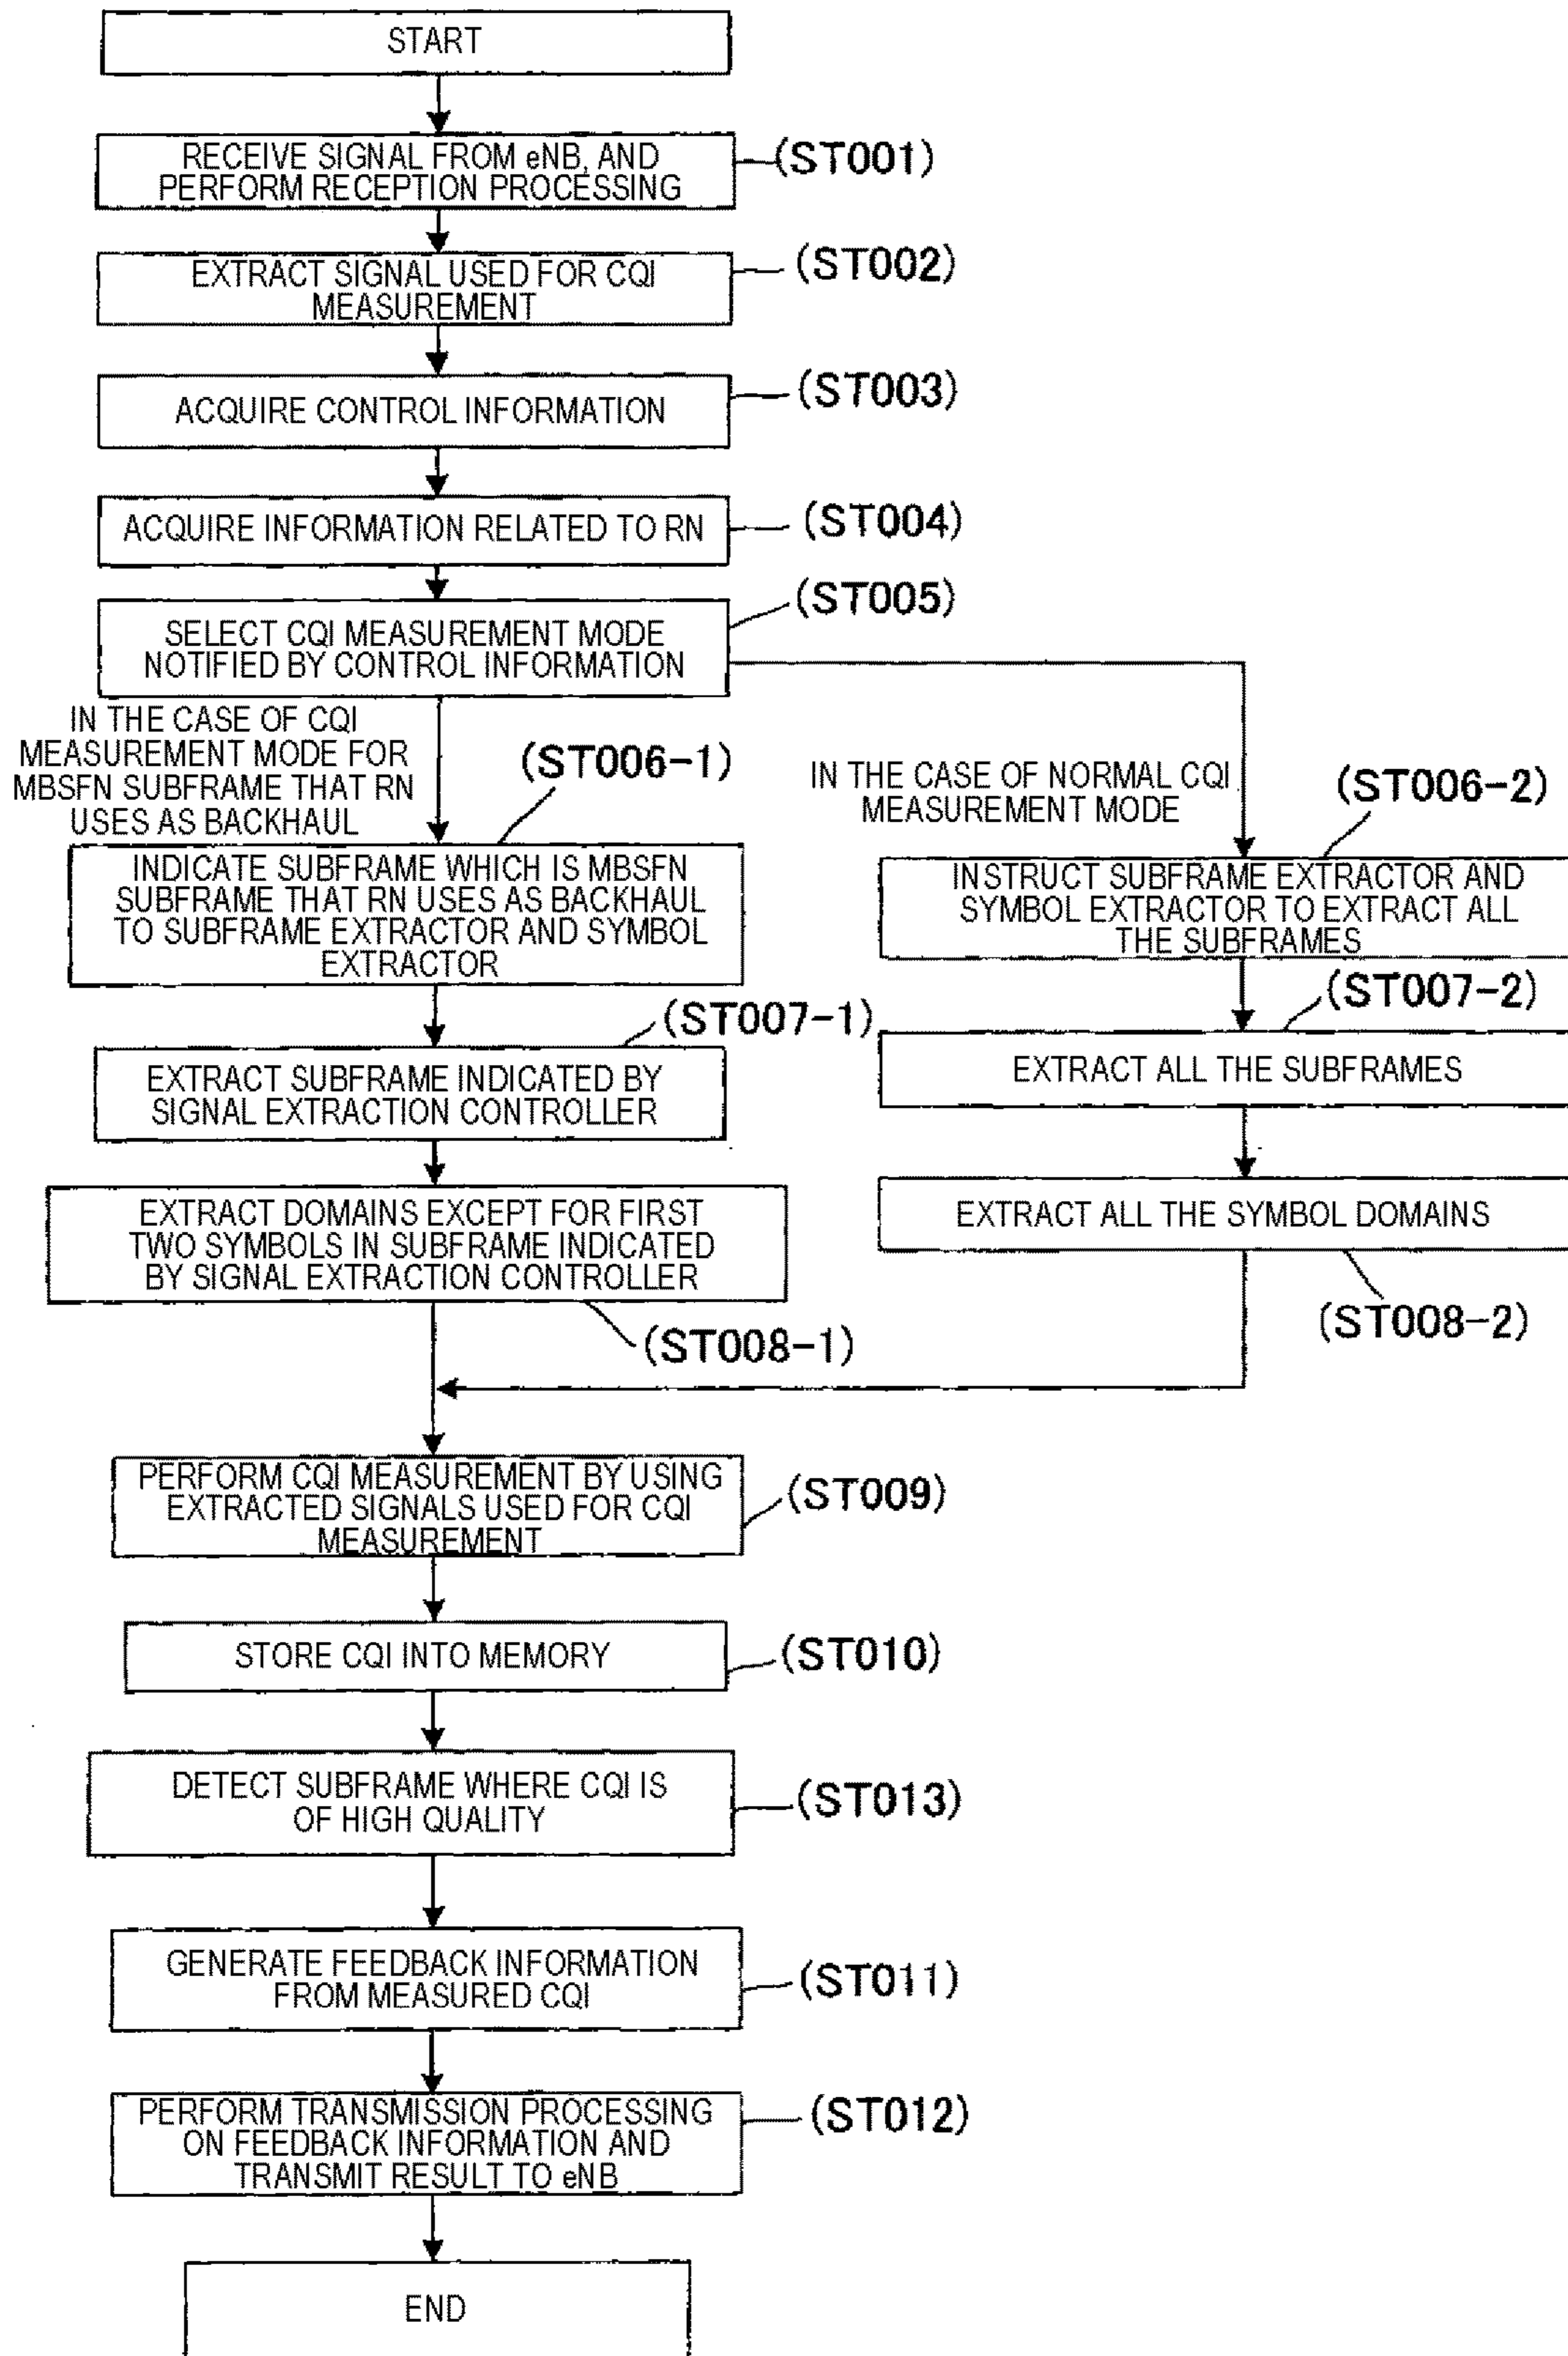 START
RECEIVE SIGNAL FROM eNB, AND
PERFORM RECEPTION PROCESSING
(ST001)
EXTRACT SIGNAL USED FOR CQI
MEASUREMENT
(ST002)
ACQUIRE CONTROL INFORMATION
(ST003)
ACQUIRE INFORMATION RELATED TO RN
(ST004)
SELECT CQI MEASUREMENT MODE
NOTIFIED BY CONTROL INFORMATION
(ST005)
IN THE CASE OF CQI
MEASUREMENT MODE FOR
MBSFN SUBFRAME THAT RN
USES AS BACKHAUL
(ST006-1)
INDICATE SUBFRAME WHICH IS MBSFN
SUBFRAME THAT RN USES AS BACKHAUL
TO SUBFRAME EXTRACTOR AND SYMBOL
EXTRACTOR
IN THE CASE OF NORMAL CQI
MEASUREMENT MODE
(ST006-2)
INSTRUCT SUBFRAME EXTRACTOR AND
SYMBOL EXTRACTOR TO EXTRACT ALL
THE SUBFRAMES
(ST007-1)
EXTRACT SUBFRAME INDICATED BY
SIGNAL EXTRACTION CONTROLLER
(ST007-2)
EXTRACT ALL THE SUBFRAMES
EXTRACT DOMAINS EXCEPT FOR FIRST
TWO SYMBOLS IN SUBFRAME INDICATED
BY SIGNAL EXTRACTION CONTROLLER
(ST008-1)
EXTRACT ALL THE SYMBOL DOMAINS
(ST008-2)
PERFORM CQI MEASUREMENT BY USING
EXTRACTED SIGNALS USED FOR CQI
MEASUREMENT
(ST009)
STORE CQI INTO MEMORY
(ST010)
DETECT SUBFRAME WHERE CQI IS
OF HIGH QUALITY
(ST013)
GENERATE FEEDBACK INFORMATION
FROM MEASURED CQI
(ST011)
PERFORM TRANSMISSION PROCESSING
ON FEEDBACK INFORMATION AND
TRANSMIT RESULT TO eNB
(ST012)
END